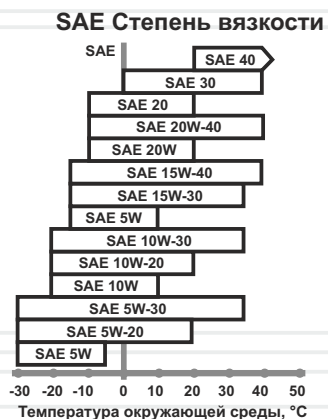 SAE Степень вязкости
SAE
SAE 40
SAE 30
SAE 20
SAE 20W-40
SAE 20W
SAE 15W-40
SAE 15W-30
SAE 5W
SAE 10W-30
SAE 10W-20
SAE 10W
SAE 5W-30
SAE 5W-20
SAE 5W
-30 -20 -10 0 10 20 30 40 50
Температура окружающей среды, °C